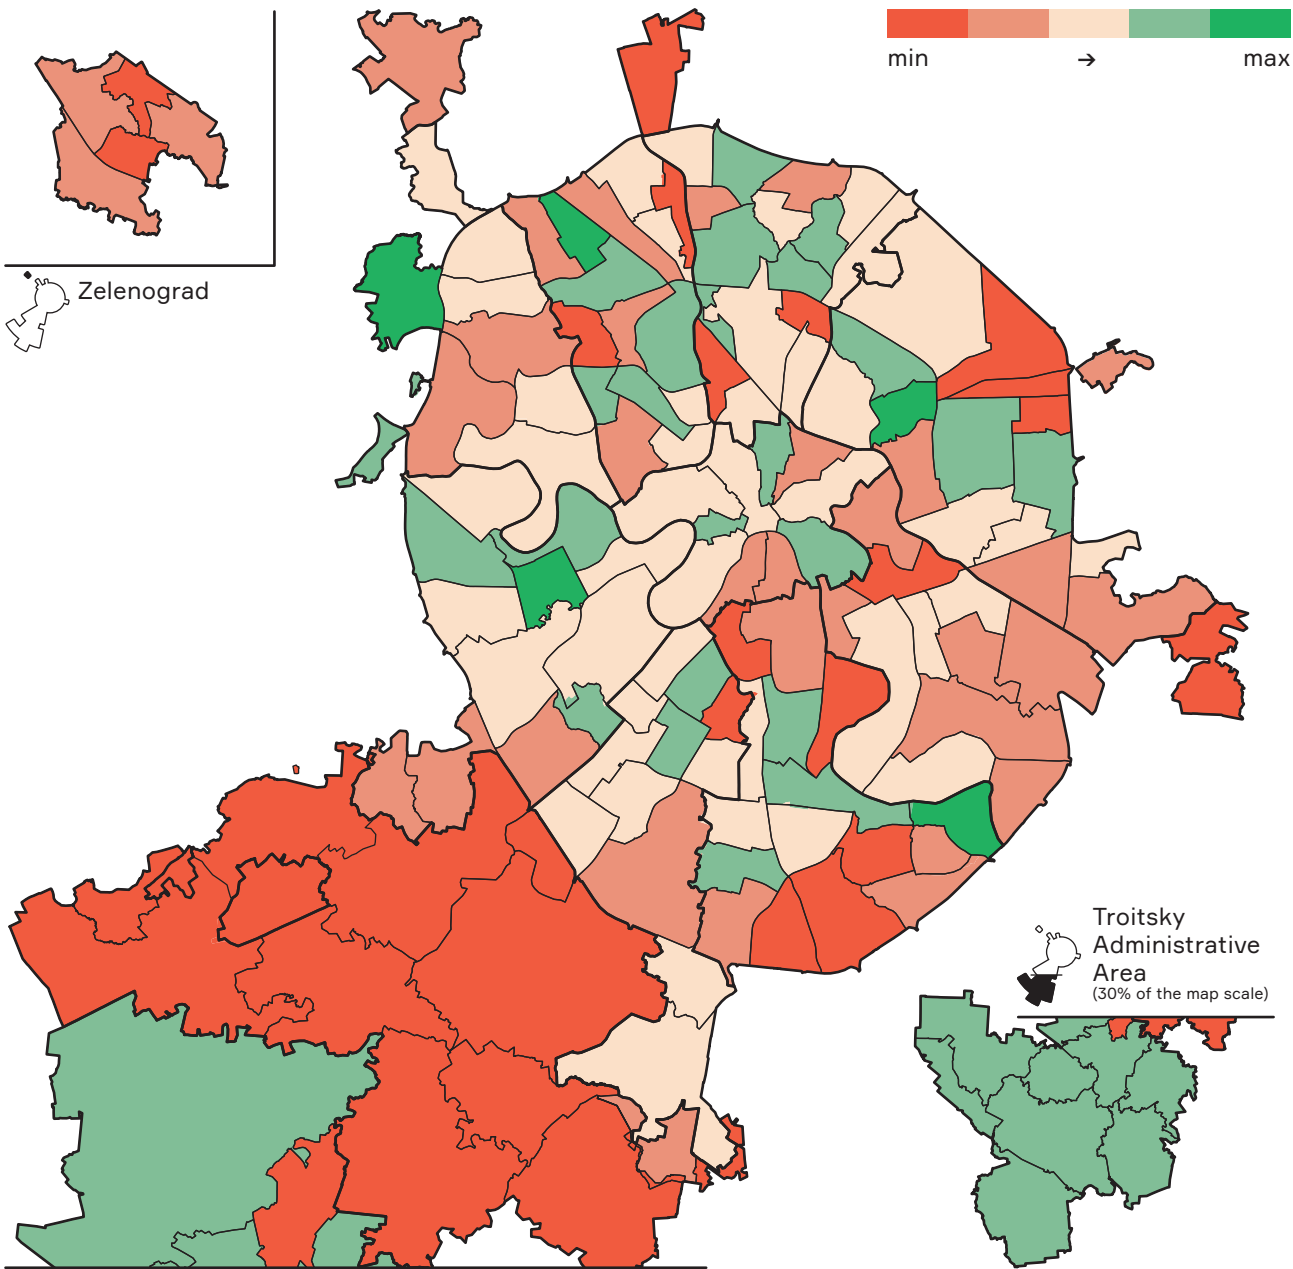 min → max
Zelenograd
Troitsky
Administrative
Area
(30% of the map scale)